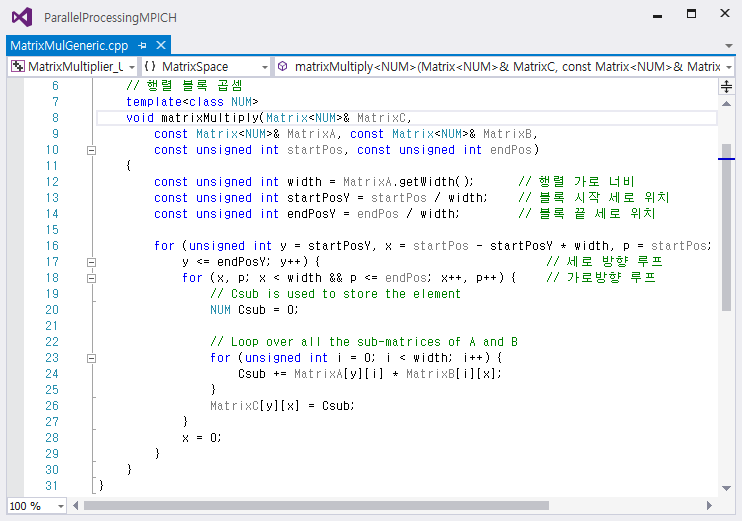 ParallelProcessingMPICH
MatrixMulGeneric.cpp
MatrixMultiplier_U { } MatrixSpace matrixMultiply<NUM>(Matrix<NUM>& MatrixC, const Matrix<NUM>& Matrix
6 // 행렬 블록 곱셈
7 template<class NUM>
8 void matrixMultiply(Matrix<NUM>& MatrixC,
9 const Matrix<NUM>& MatrixA, const Matrix<NUM>& MatrixB,
10 const unsigned int startPos, const unsigned int endPos)
11 {
12 const unsigned int width = MatrixA.getWidth(); // 행렬 가로 너비
13 const unsigned int startPosY = startPos / width; // 블록 시작 세로 위치
14 const unsigned int endPosY = endPos / width; // 블록 끝 세로 위치
15
16 for (unsigned int y = startPosY, x = startPos - startPosY * width, p = startPos;
17 y <= endPosY; y++) { // 세로 방향 루프
18 for (x, p; x < width && p <= endPos; x++, p++) { // 가로방향 루프
19 // Csub is used to store the element
20 NUM Csub = 0;
21
22 // Loop over all the sub-matrices of A and B
23 for (unsigned int i = 0; i < width; i++) {
24 Csub += MatrixA[y][i] * MatrixB[i][x];
25 }
26 MatrixC[y][x] = Csub;
27 }
28 x = 0;
29 }
30 }
31 }
100 %